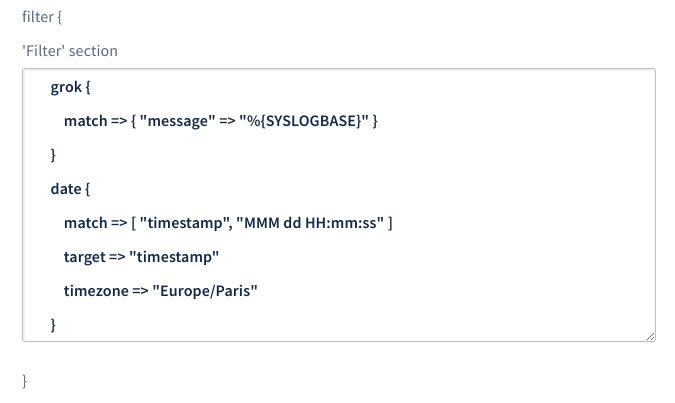 filter {
'Filter' section
grok {
match => { "message" => "%{SYSLOGBASE}" }
}
date {
match => [ "timestamp", "MMM dd HH:mm:ss" ]
target => "timestamp"
timezone => "Europe/Paris"
}
}